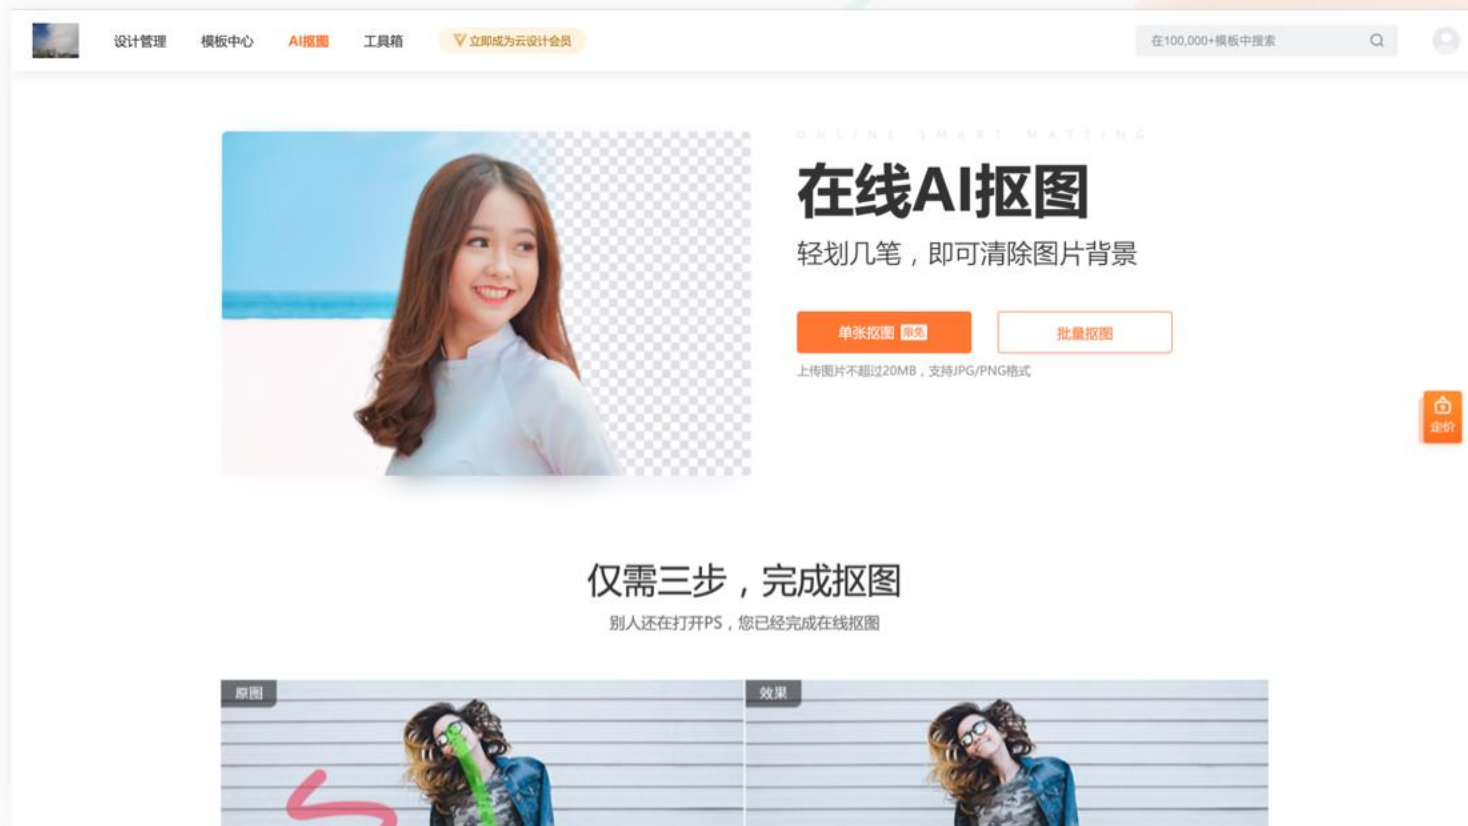 设计管理
模板中心
AI抠图
工具箱
立即成为云设计会员
在100,000+模板中搜索
ONLINE SMART MATTING
在线AI抠图
轻划几笔，即可清除图片背景
单张抠图 限免
批量抠图
上传图片不超过20MB，支持JPG/PNG格式
定价
仅需三步，完成抠图
别人还在打开PS，您已经完成在线抠图
原图
效果